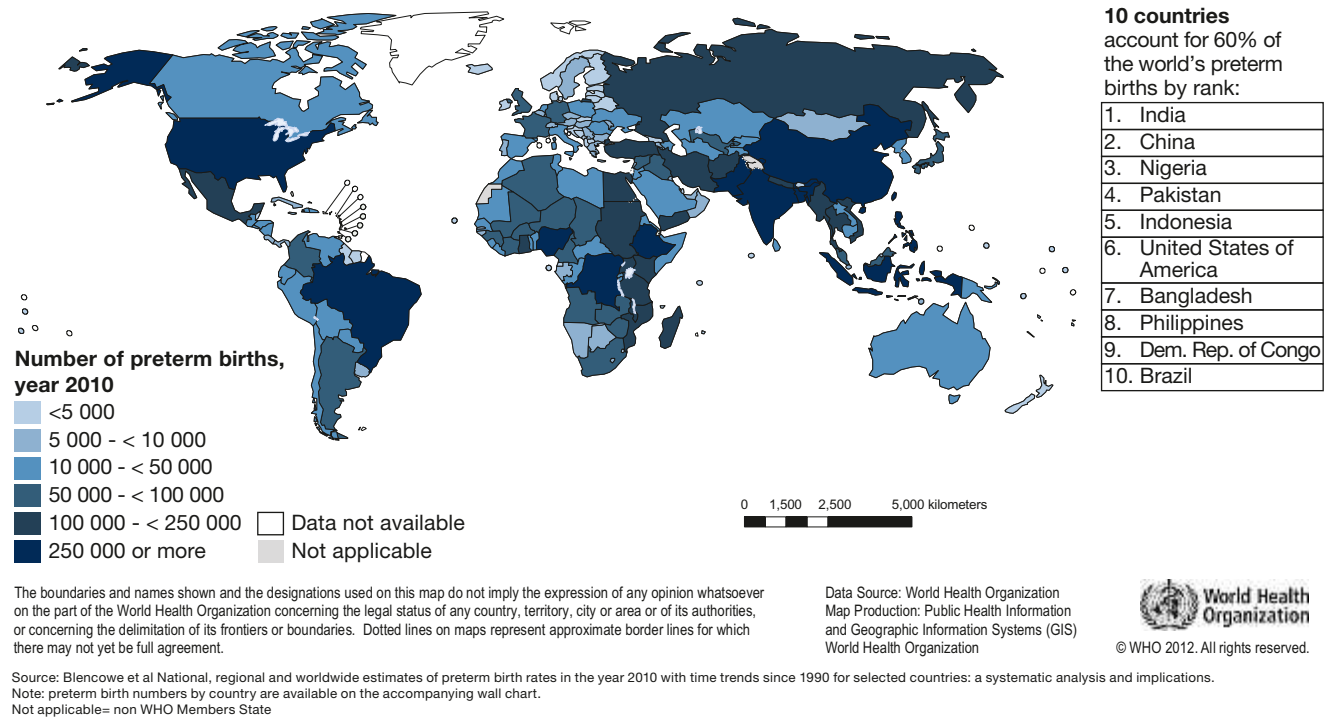 10 countries
account for 60% of
the world's preterm
births by rank:
1. India
2. China
3. Nigeria
4. Pakistan
5. Indonesia
6. United States of
America
7. Bangladesh
8. Philippines
9. Dem. Rep. of Congo
10. Brazil
Number of preterm births,
year 2010
<5 000
5 000 - < 10 000
10 000 - < 50 000
50 000 - < 100 000
100 000 - < 250 000
250 000 or more
Data not available
Not applicable
0 1,500 2,500 5,000 kilometers
The boundaries and names shown and the designations used on this map do not imply the expression of any opinion whatsoever
on the part of the World Health Organization concerning the legal status of any country, territory, city or area or of its authorities,
or concerning the delimitation of its frontiers or boundaries. Dotted lines on maps represent approximate border lines for which
there may not yet be full agreement.
Data Source: World Health Organization
Map Production: Public Health Information
and Geographic Information Systems (GIS)
World Health Organization
World Health
Organization
© WHO 2012. All rights reserved.
Source: Blencowe et al National, regional and worldwide estimates of preterm birth rates in the year 2010 with time trends since 1990 for selected countries: a systematic analysis and implications.
Note: preterm birth numbers by country are available on the accompanying wall chart.
Not applicable= non WHO Members State